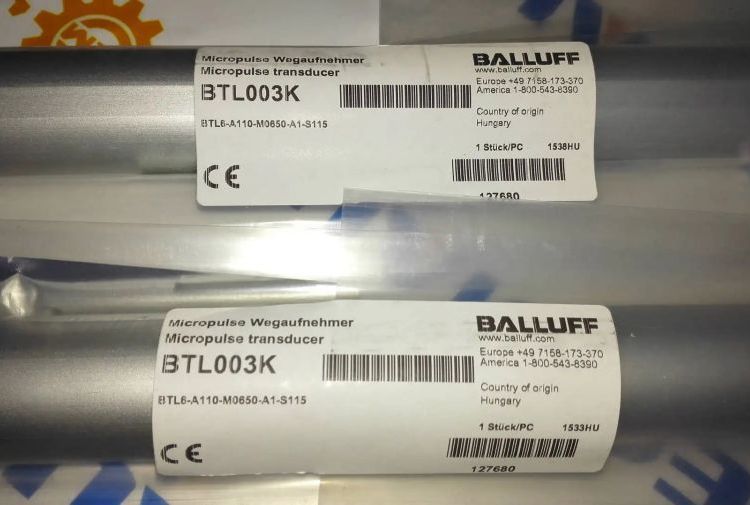 Micropulse Wegaufnehmer
Micropulse transducer
BTL003K
BTL6-A110-M0650-A1-S115
CE
BALLUFF
www.balluff.com
Europe +49 7158-173-370
America 1-800-543-8390
Country of origin
Hungary
1 Stück/PC 1538HU
127680
Micropulse Wegaufnehmer
Micropulse transducer
BTL003K
BTL6-A110-M0650-A1-S115
CE
BALLUFF
www.balluff.com
Europe +49 7158-173-370
America 1-800-543-8390
Country of origin
Hungary
1 Stück/PC 1533HU
127680